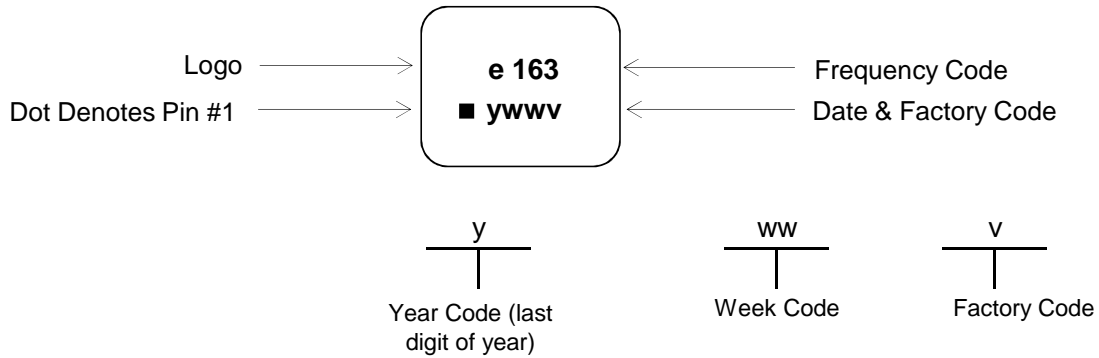 Logo
e 163
Frequency Code
Dot Denotes Pin #1
■ ywwv
Date & Factory Code
y
ww
v
Year Code (last
digit of year)
Week Code
Factory Code